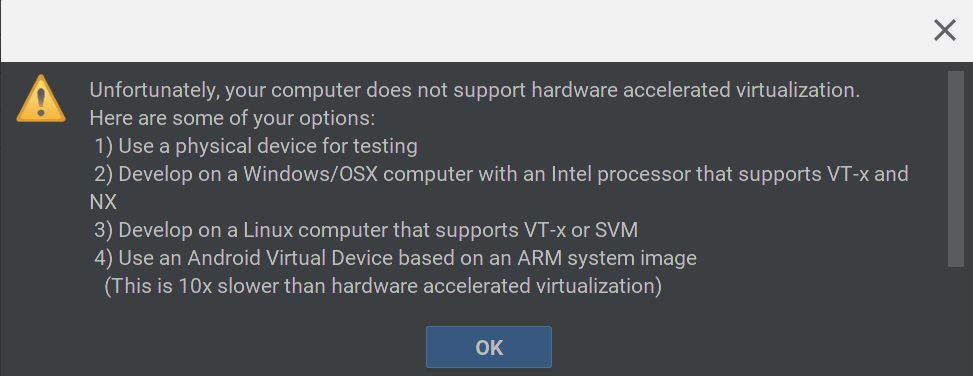 Unfortunately, your computer does not support hardware accelerated virtualization.
Here are some of your options:
1) Use a physical device for testing
2) Develop on a Windows/OSX computer with an Intel processor that supports VT-x and
NX
3) Develop on a Linux computer that supports VT-x or SVM
4) Use an Android Virtual Device based on an ARM system image
(This is 10x slower than hardware accelerated virtualization)
OK